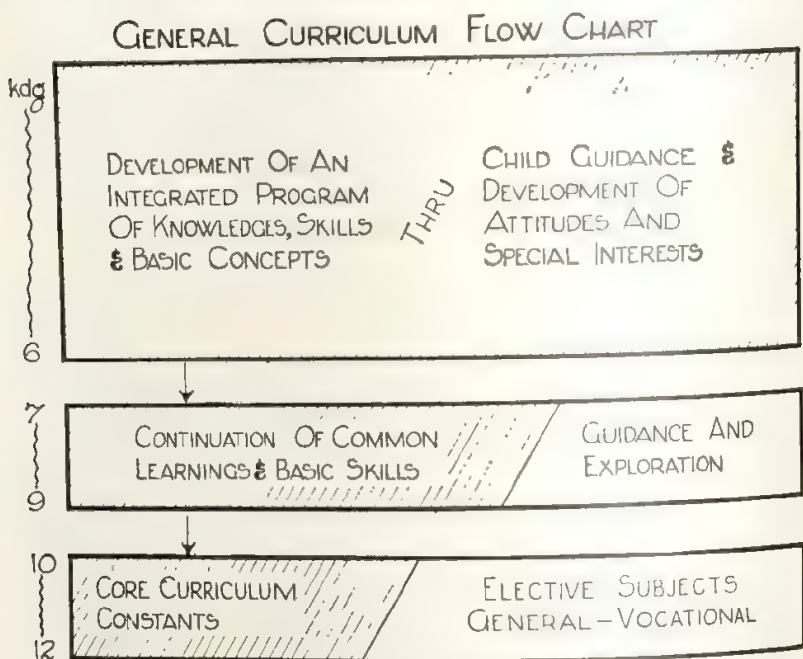 GENERAL CURRICULUM FLOW CHART
kdg
6
DEVELOPMENT OF AN
INTEGRATED PROGRAM
OF KNOWLEDGES, SKILLS
& BASIC CONCEPTS
THRU
CHILD GUIDANCE &
DEVELOPMENT OF
ATTITUDES AND
SPECIAL INTERESTS
7
9
CONTINUATION OF COMMON
LEARNINGS & BASIC SKILLS
GUIDANCE AND
EXPLORATION
10
12
CORE CURRICULUM
CONSTANTS
ELECTIVE SUBJECTS
GENERAL-VOCATIONAL